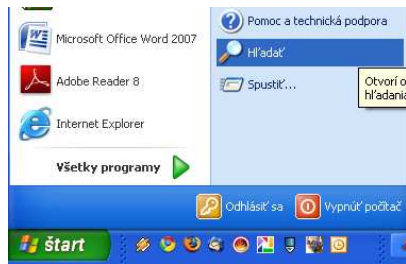 Microsoft Office Word 2007
Adobe Reader 8
Internet Explorer
Všetky programy
Pomoc a technická podpora
Hľadať
Spustiť...
Otvorí o
hľadania
Odhlásiť sa
Vypnúť počítač
štart